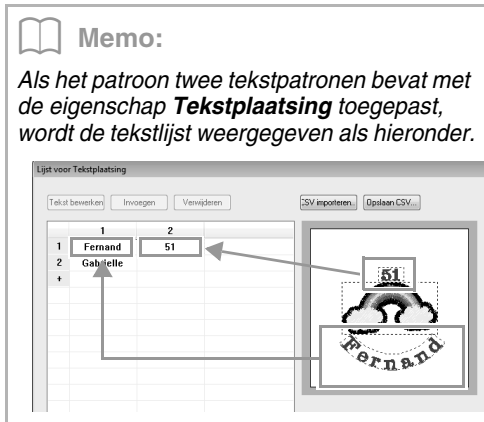 Memo:
Als het patroon twee tekstpatronen bevat met
de eigenschap Tekstplaatsing toegepast,
wordt de tekstlijst weergegeven als hieronder.
Lijst voor Tekstplaatsing
Tekst bewerken Invoegen Verwijderen CSV importeren... Opslaan CSV...
1 2
1 Fernand 51
2 Gabrielle
+
51
Fernand